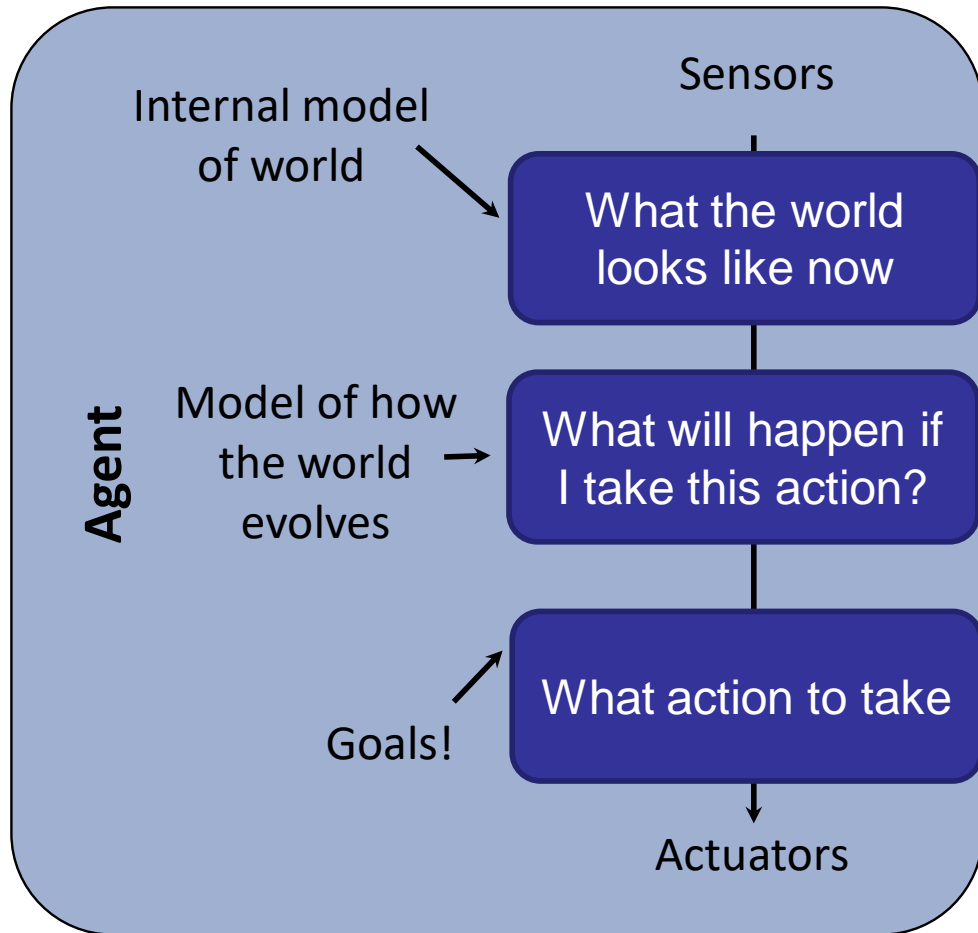 Sensors
Internal model
of world
What the world
looks like now
Agent
Model of how
the world
evolves
What will happen if
I take this action?
Goals!
What action to take
Actuators